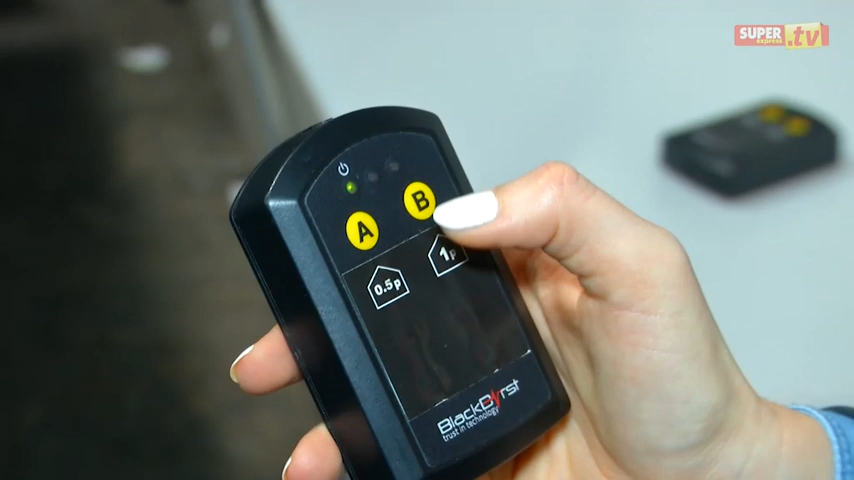 SUPER
express
.tv
A
B
0.5p
1p
BlackBurst
trust in technology